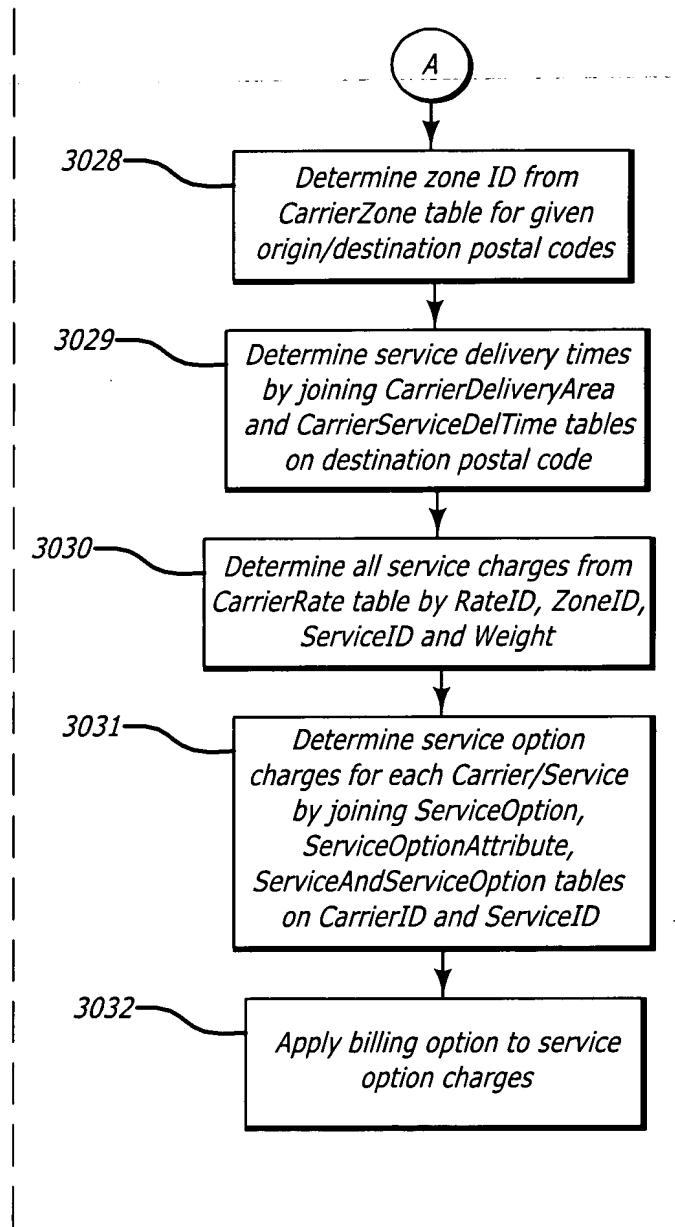 A
3028
Determine zone ID from
CarrierZone table for given
origin/destination postal codes
3029
Determine service delivery times
by joining CarrierDeliveryArea
and CarrierServiceDelTime tables
on destination postal code
3030
Determine all service charges from
CarrierRate table by RateID, ZoneID,
ServiceID and Weight
3031
Determine service option
charges for each Carrier/Service
by joining ServiceOption,
ServiceOptionAttribute,
ServiceAndServiceOption tables
on CarrierID and ServiceID
3032
Apply billing option to service
option charges